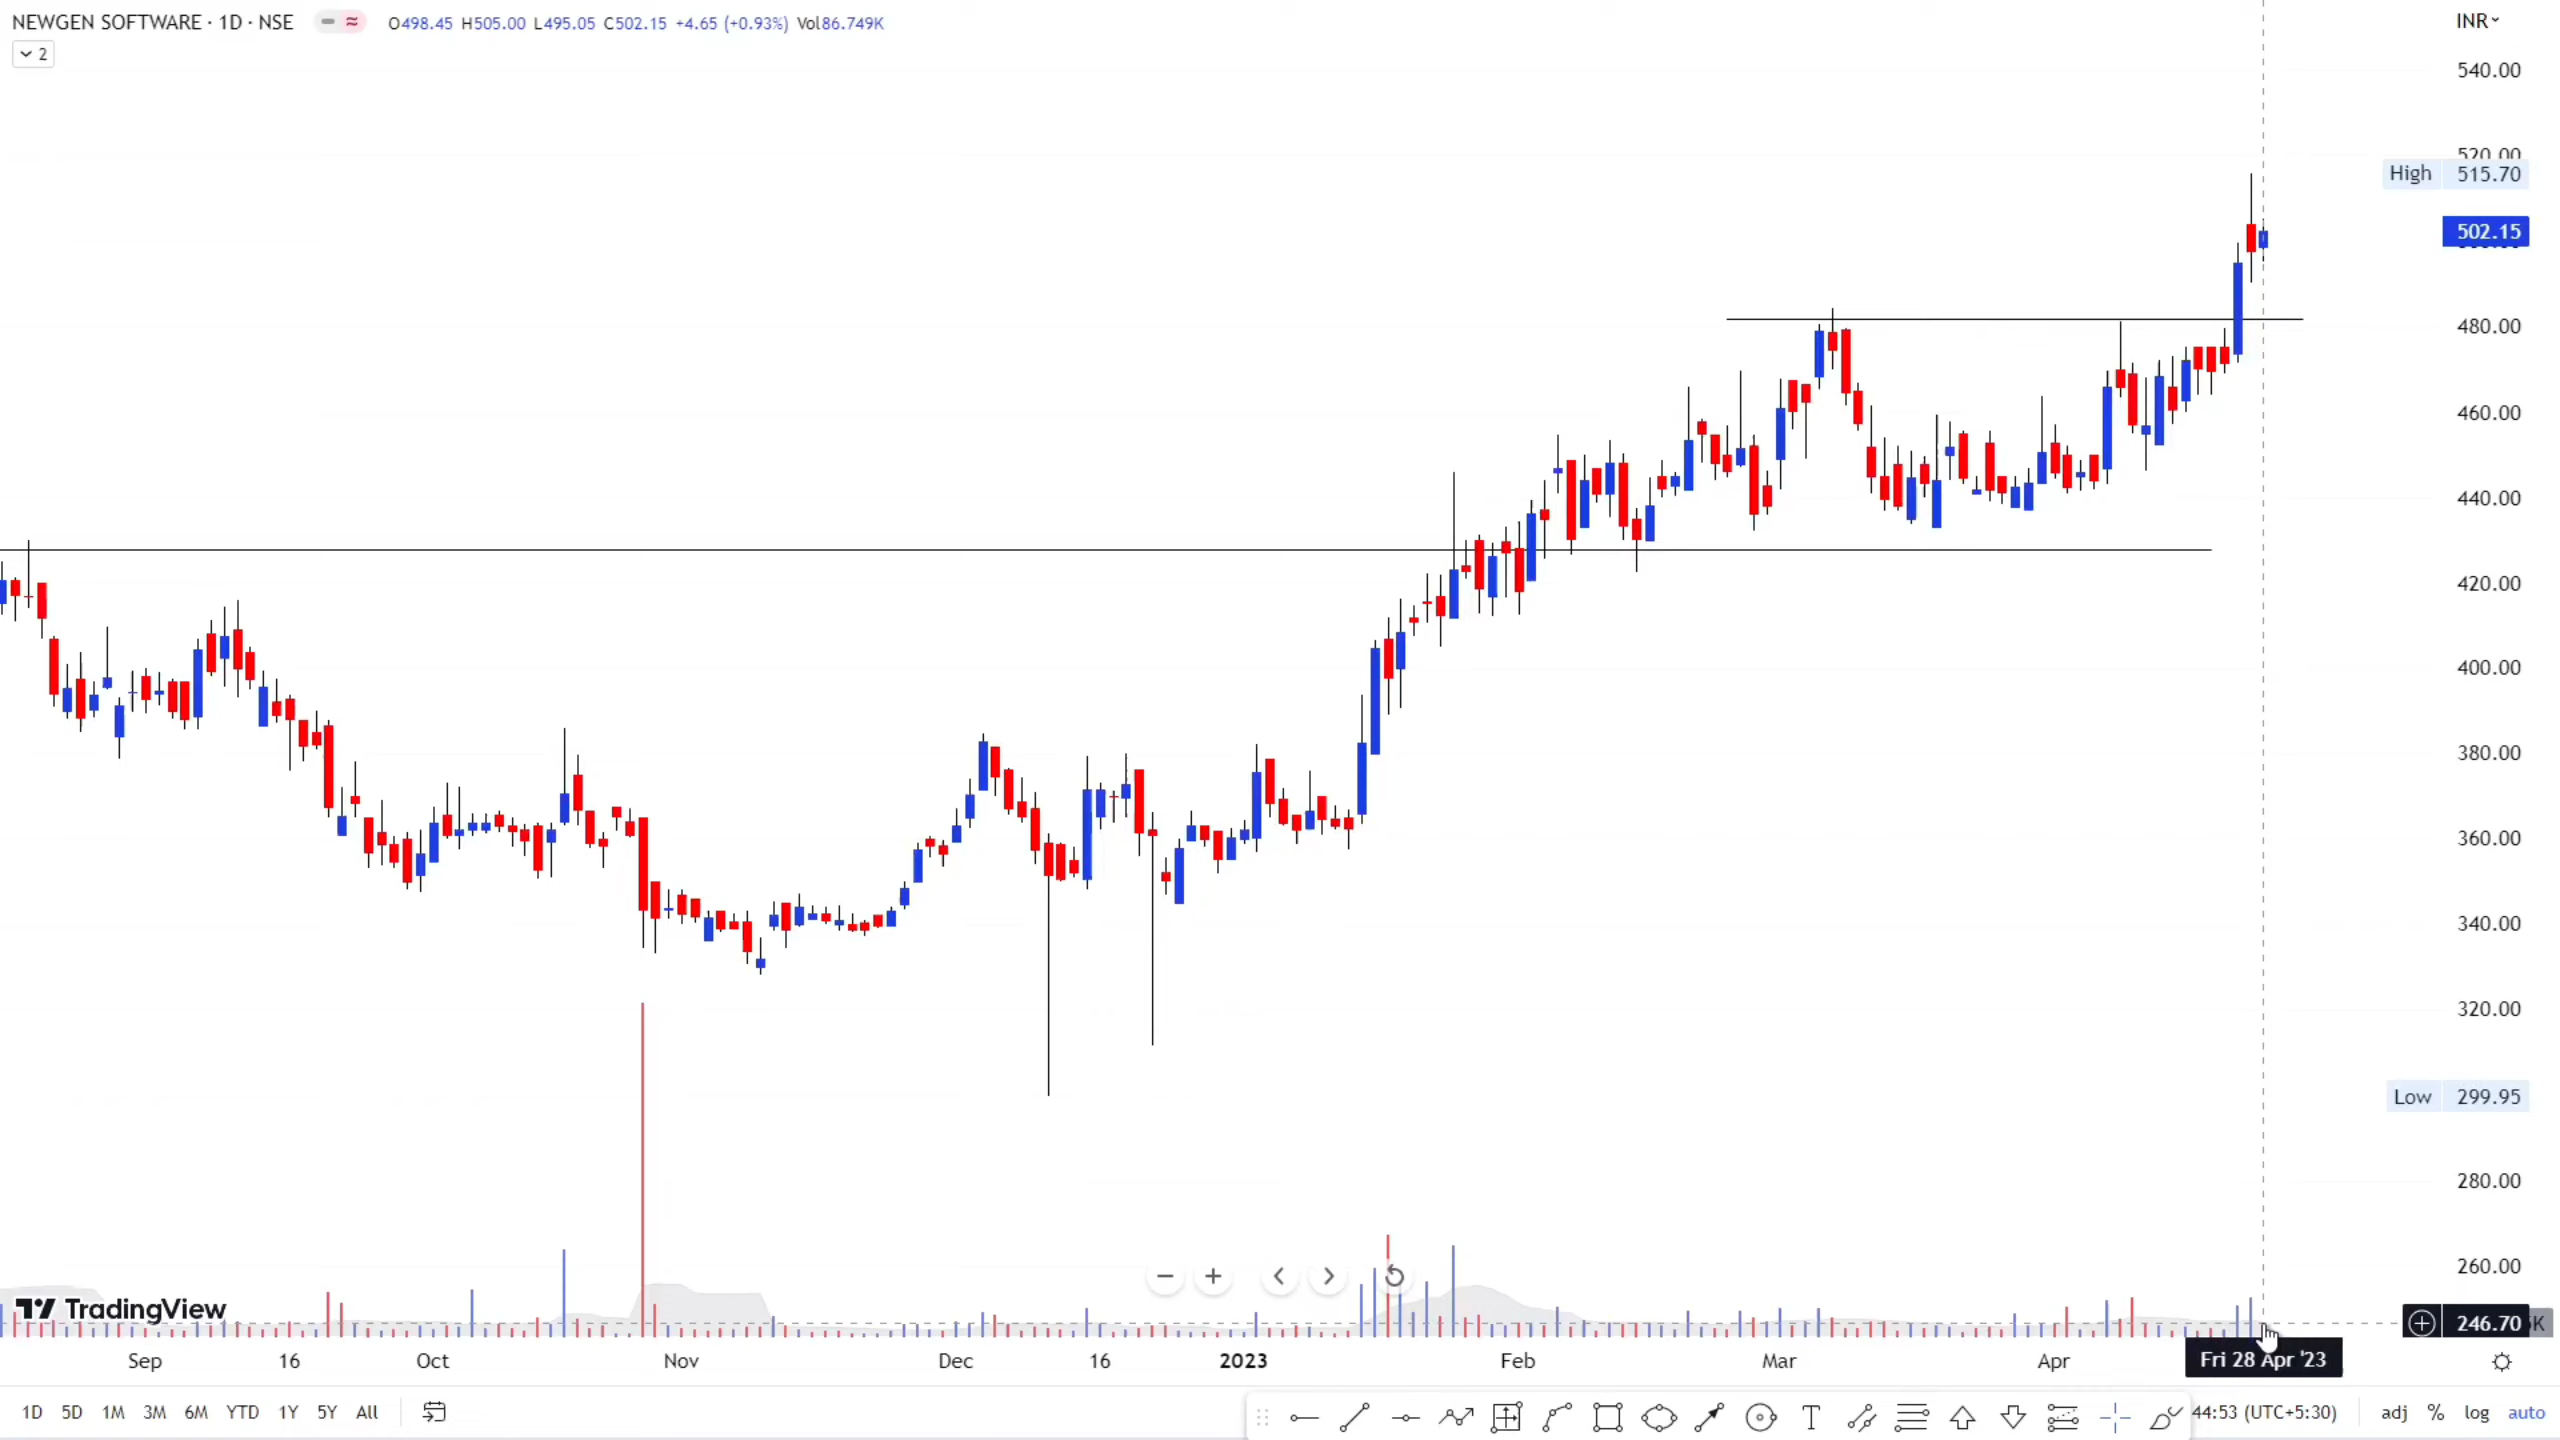 NEWGEN SOFTWARE · 1D · NSE O498.45 H505.00 L495.05 C502.15 +4.65 (+0.93%) Vol86.749K INR
2
540.00
520.00
High 515.70
502.15
480.00
460.00
440.00
420.00
400.00
380.00
360.00
340.00
320.00
Low 299.95
280.00
260.00
TradingView
246.70 K
Sep 16 Oct Nov Dec 16 2023 Feb Mar Apr Fri 28 Apr '23
1D 5D 1M 3M 6M YTD 1Y 5Y All 44:53 (UTC+5:30) adj % log auto